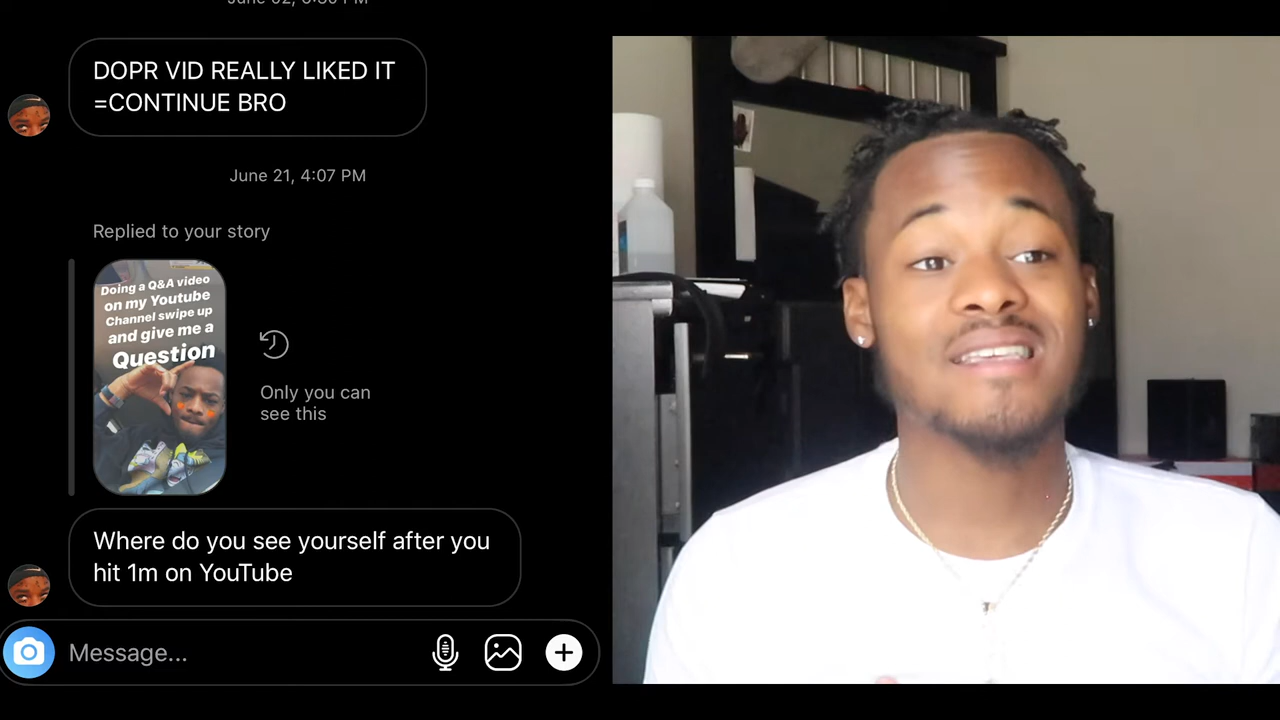 DOPR VID REALLY LIKED IT
=CONTINUE BRO
June 21, 4:07 PM
Replied to your story
Doing a Q&A video
on my Youtube
Channel swipe up
and give me a
Question
Only you can
see this
Where do you see yourself after you
hit 1m on YouTube
Message...